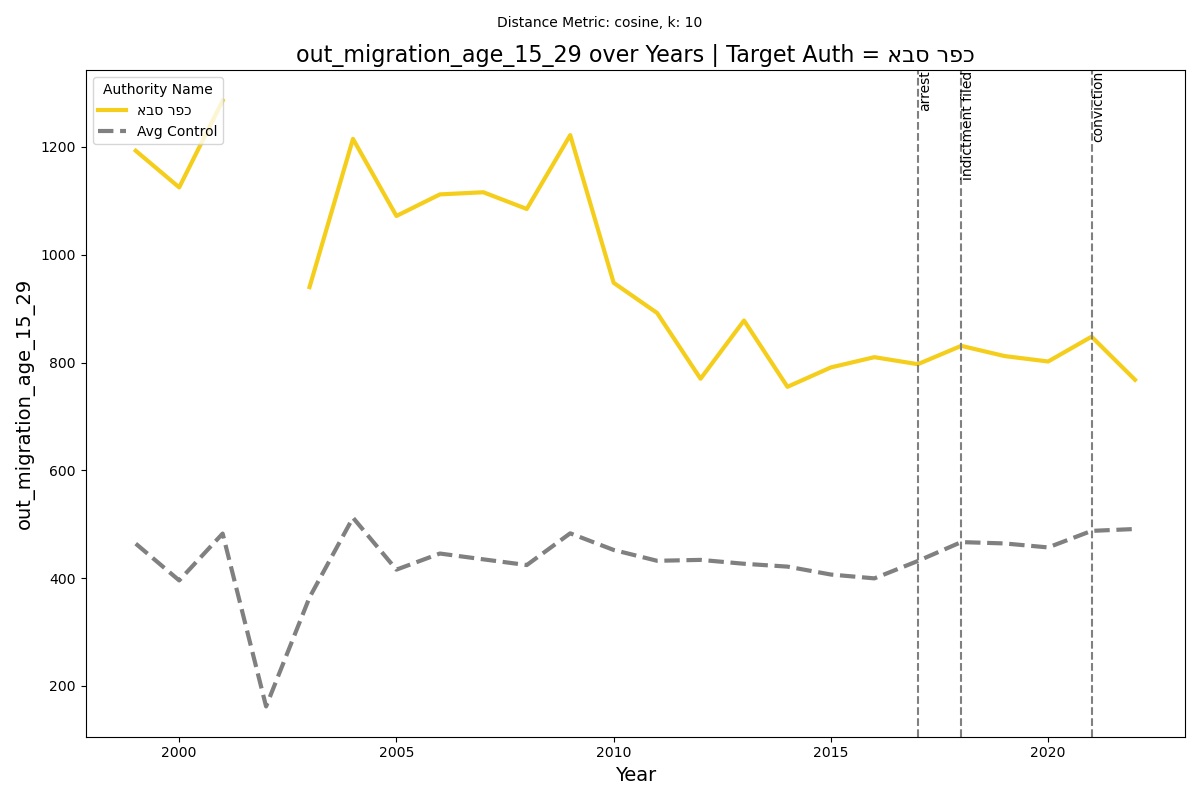 Distance Metric: cosine, k: 10
out_migration_age_15_29 over Years | Target Auth = כפר סבא
Authority Name
כפר סבא
Avg Control
arrest
indictment filed
conviction
out_migration_age_15_29
1200
1000
800
600
400
200
2000 2005 2010 2015 2020
Year